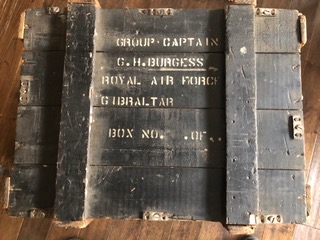 GROUP·CAPTAIN
G.H.BURGESS
ROYAL AIR FORCE
GIBRALTAR
BOX NO. .OF..